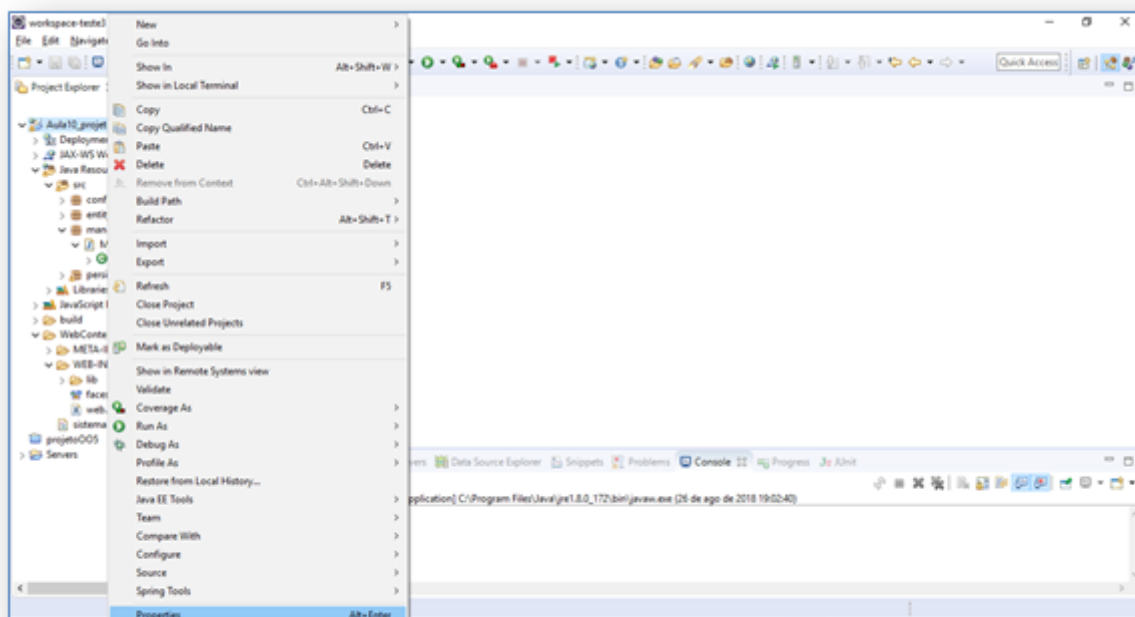 workspace-teste3
File Edit Navigate
Quick Access
Project Explorer
Aula10_projet
Deployme
JAX-WS W
Java Resou
src
conf
entit
man
M
persi
Librarie
JavaScript
build
WebConte
META-I
WEB-IN
lib
faces
web.
sistema
projetoOO5
Servers
New
Go Into
Show In Alt+Shift+W
Show in Local Terminal
Copy Ctrl+C
Copy Qualified Name
Paste Ctrl+V
Delete Delete
Remove from Context Ctrl+Alt+Shift+Down
Build Path
Refactor Alt+Shift+T
Import
Export
Refresh F5
Close Project
Close Unrelated Projects
Mark as Deployable
Show in Remote Systems view
Validate
Coverage As
Run As
Debug As
Profile As
Restore from Local History...
Java EE Tools
Team
Compare With
Configure
Source
Spring Tools
Properties Alt+Enter
vers Data Source Explorer Snippets Problems Console Progress JUnit
pplication] C:\Program Files\Java\jre1.8.0_172\bin\javaw.exe (26 de ago de 2018 19:02:40)